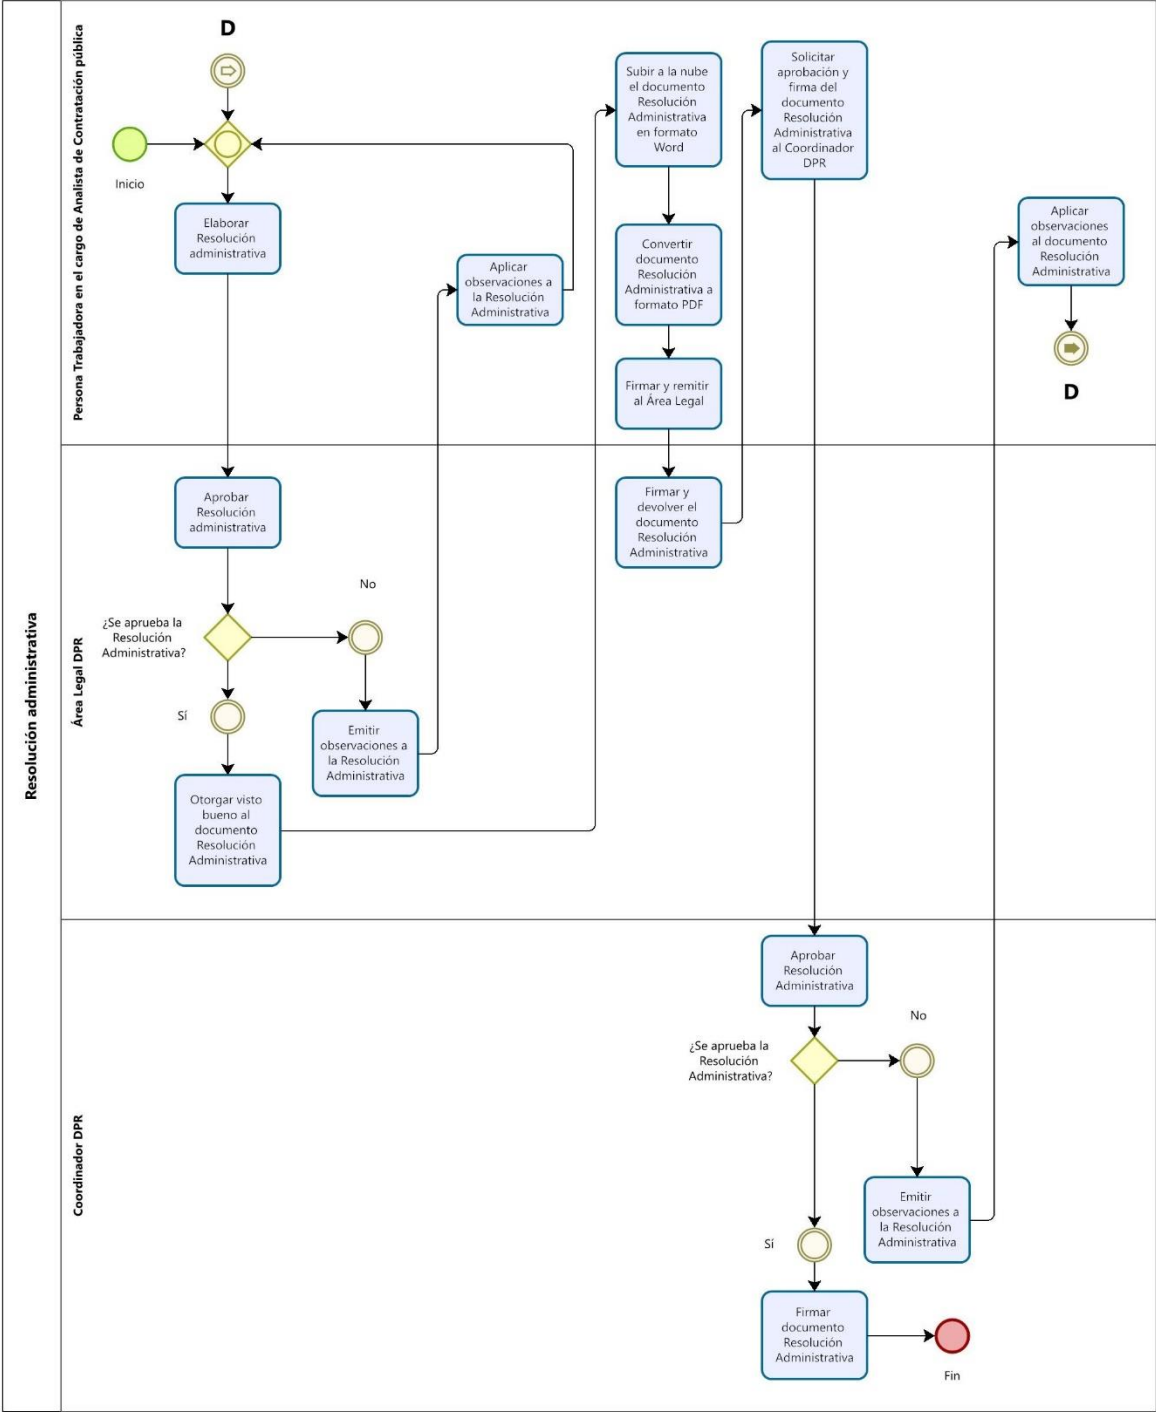 Resolución administrativa
Persona Trabajadora en el cargo de Analista de Contratación pública
D
Inicio
Elaborar
Resolución
administrativa
Aplicar
observaciones a
la Resolución
Administrativa
Subir a la nube
el documento
Resolución
Administrativa
en formato
Word
Convertir
documento
Resolución
Administrativa a
formato PDF
Firmar y remitir
al Área Legal
Solicitar
aprobación y
firma del
documento
Resolución
Administrativa
al Coordinador
DPR
Aplicar
observaciones
al documento
Resolución
Administrativa
D
Área Legal DPR
Aprobar
Resolución
administrativa
¿Se aprueba la
Resolución
Administrativa?
No
Sí
Emitir
observaciones a
la Resolución
Administrativa
Otorgar visto
bueno al
documento
Resolución
Administrativa
Firmar y
devolver el
documento
Resolución
Administrativa
Coordinador DPR
Aprobar
Resolución
Administrativa
¿Se aprueba la
Resolución
Administrativa?
No
Emitir
observaciones a
la Resolución
Administrativa
Sí
Firmar
documento
Resolución
Administrativa
Fin